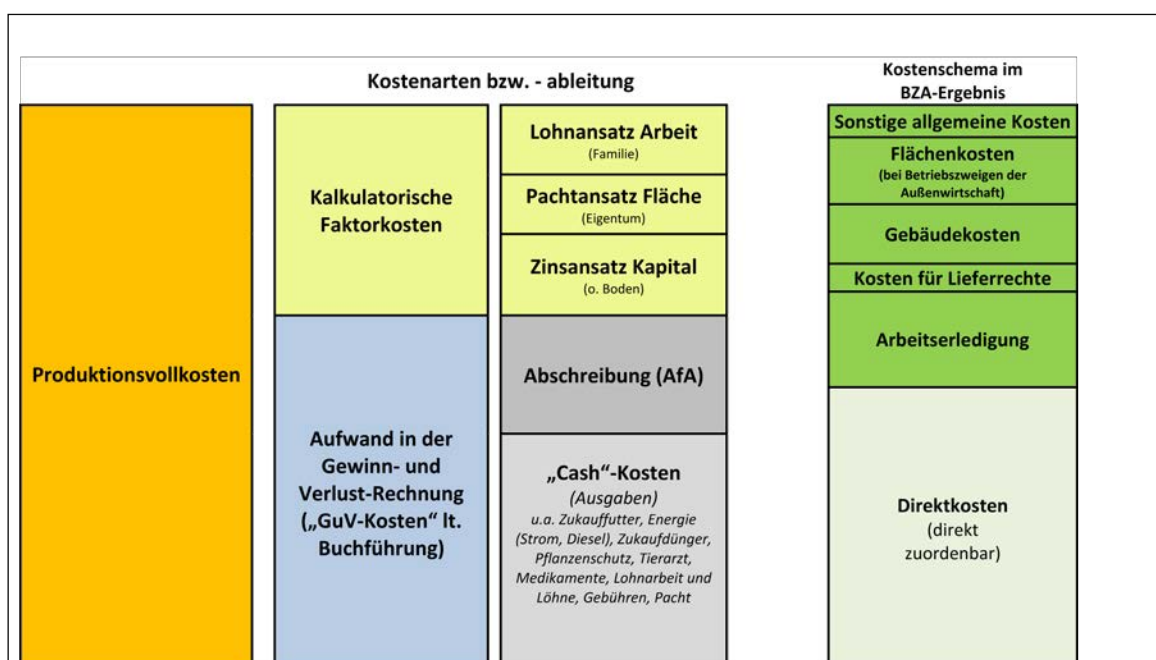 Kostenarten bzw. - ableitung
Kostenschema im
BZA-Ergebnis
Produktionsvollkosten
Kalkulatorische
Faktorkosten
Aufwand in der
Gewinn- und
Verlust-Rechnung
(„GuV-Kosten“ lt.
Buchführung)
Lohnansatz Arbeit
(Familie)
Pachtansatz Fläche
(Eigentum)
Zinsansatz Kapital
(o. Boden)
Abschreibung (AfA)
„Cash“-Kosten
(Ausgaben)
u.a. Zukauffutter, Energie
(Strom, Diesel), Zukaufdünger,
Pflanzenschutz, Tierarzt,
Medikamente, Lohnarbeit und
Löhne, Gebühren, Pacht
Sonstige allgemeine Kosten
Flächenkosten
(bei Betriebszweigen der
Außenwirtschaft)
Gebäudekosten
Kosten für Lieferrechte
Arbeitserledigung
Direktkosten
(direkt
zuordenbar)